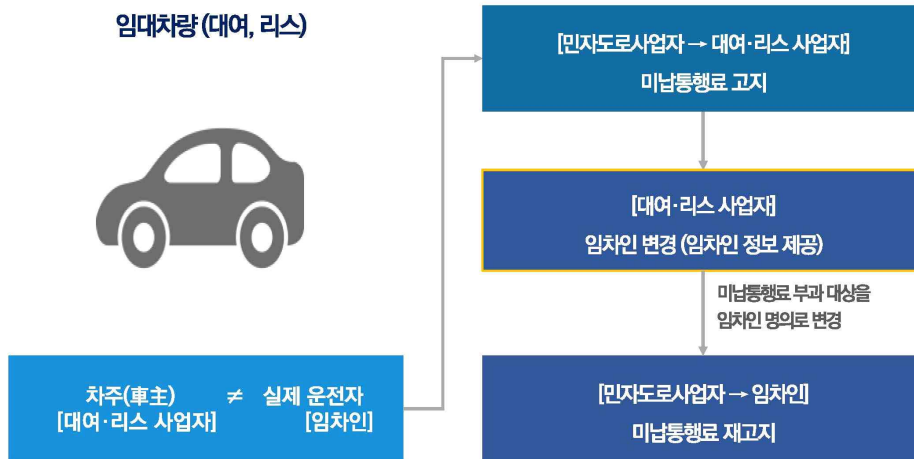 임대차량 (대여, 리스)
차주(車主) ≠ 실제 운전자
[대여·리스 사업자] [임차인]
[민자도로사업자 → 대여·리스 사업자]
미납통행료 고지
[대여·리스 사업자]
임차인 변경 (임차인 정보 제공)
미납통행료 부과 대상을
임차인 명의로 변경
[민자도로사업자 → 임차인]
미납통행료 재고지